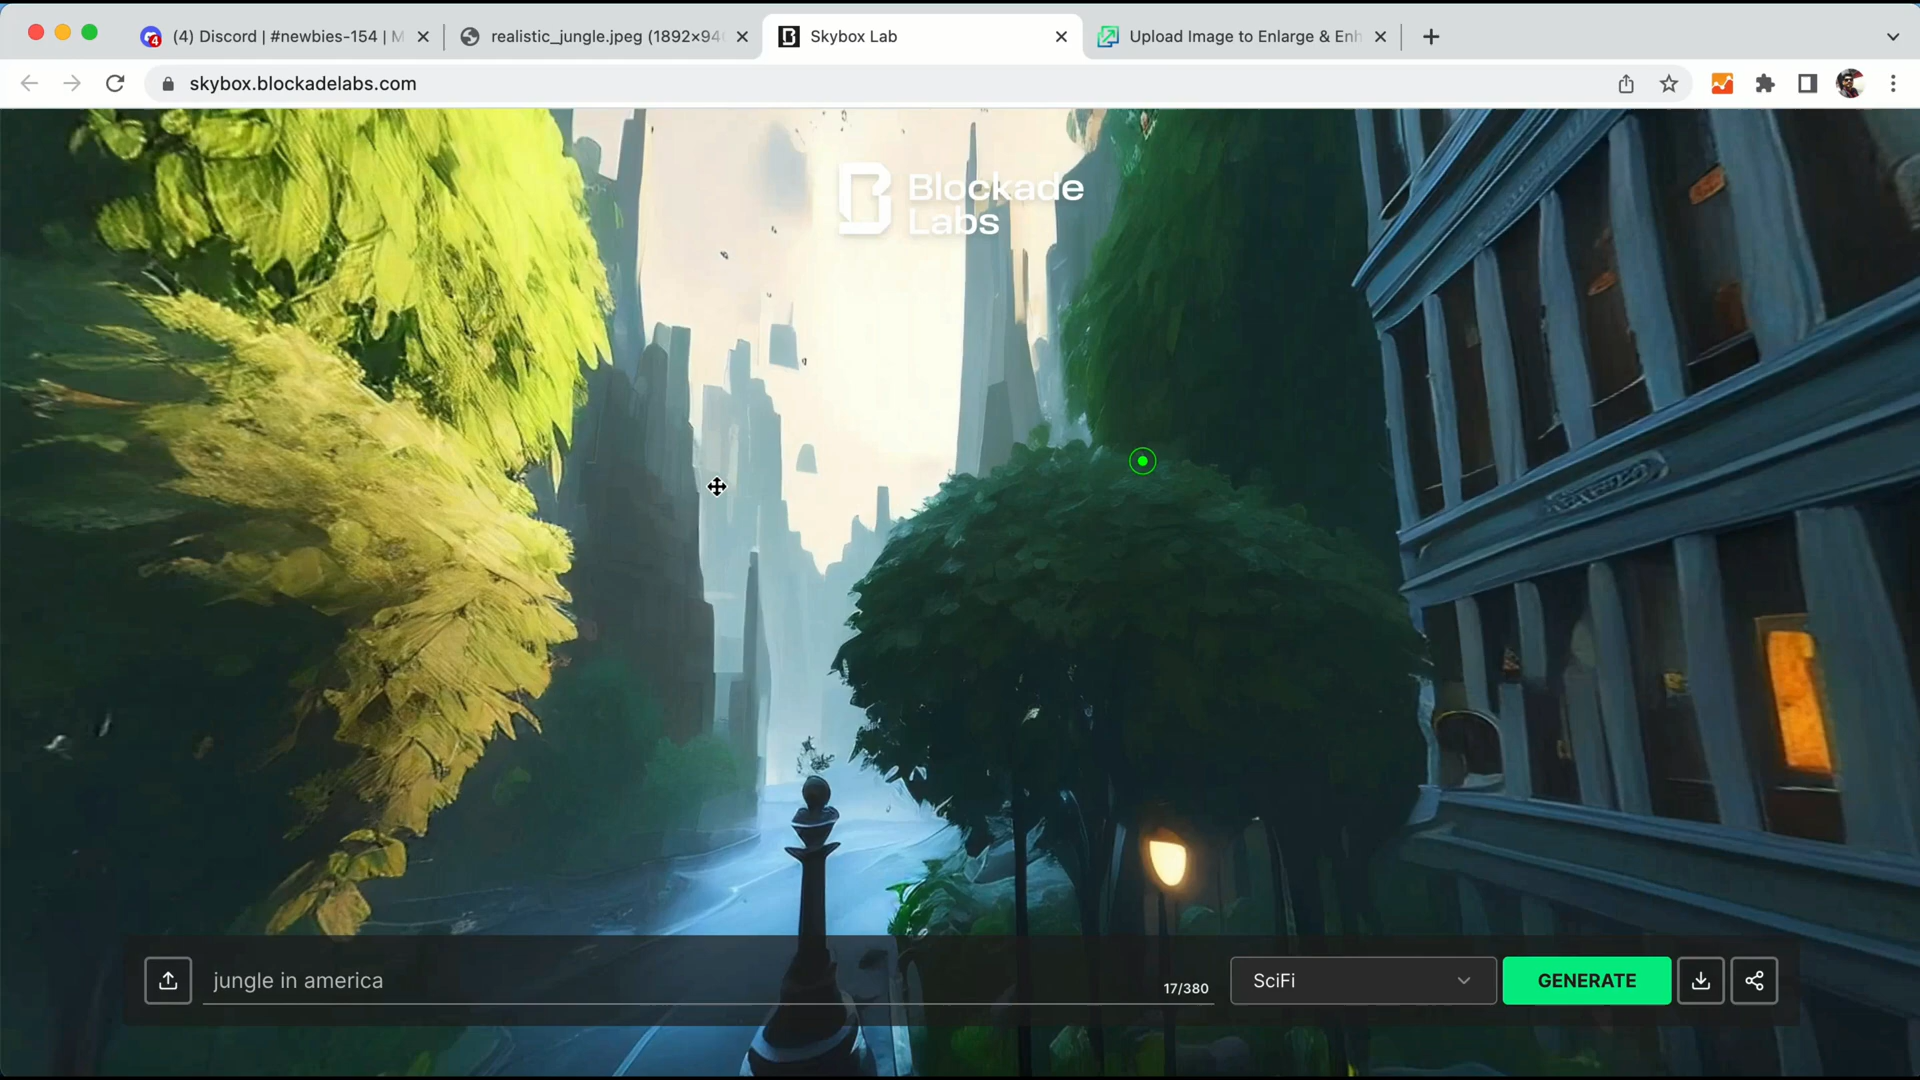 (4) Discord | #newbies-154 | M
realistic_jungle.jpeg (1892×94
Skybox Lab
Upload Image to Enlarge & Enh
skybox.blockadelabs.com
Blockade
Labs
jungle in america
17/380
SciFi
GENERATE